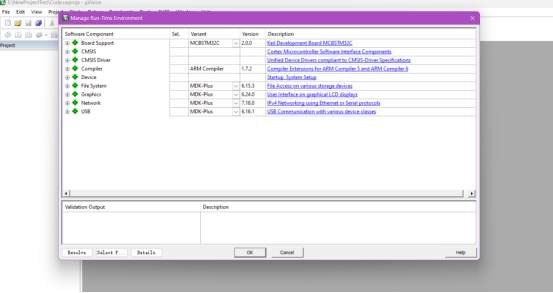 E:\NewProjectTest\Code.uvprojx - µVision
File Edit View
Project
Manage Run-Time Environment
Software Component Sel. Variant Version Description
Board Support MCBSTM32C 2.0.0 Keil Development Board MCBSTM32C
CMSIS Cortex Microcontroller Software Interface Components
CMSIS Driver Unified Device Drivers compliant to CMSIS-Driver Specifications
Compiler ARM Compiler 1.7.2 Compiler Extensions for ARM Compiler 5 and ARM Compiler 6
Device Startup, System Setup
File System MDK-Plus 6.15.3 File Access on various storage devices
Graphics MDK-Plus 6.24.0 User Interface on graphical LCD displays
Network MDK-Plus 7.18.0 IPv4 Networking using Ethernet or Serial protocols
USB MDK-Plus 6.16.1 USB Communication with various device classes
Validation Output Description
Resolve Select P.. Details OK Cancel Help